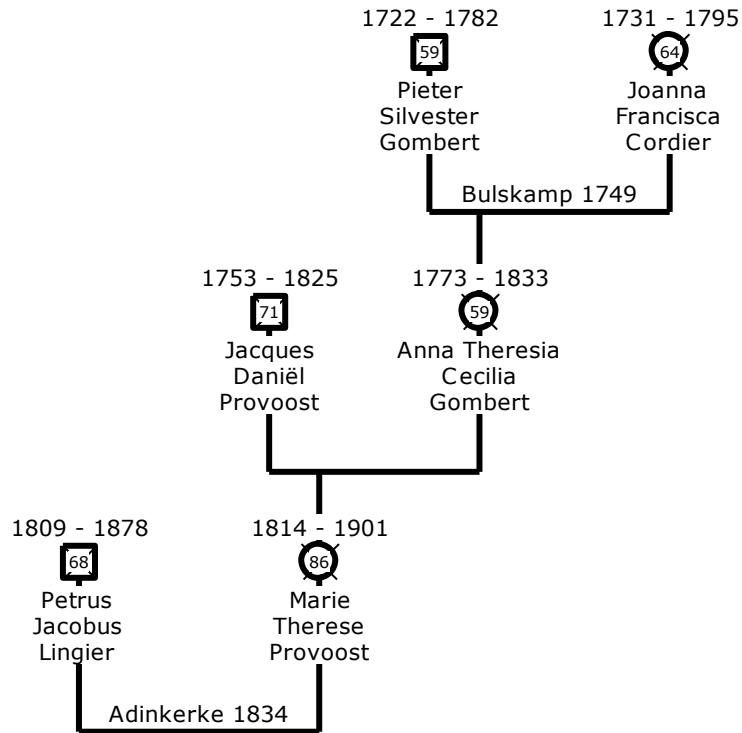 1722 - 1782
59
Pieter
Silvester
Gombert
1731 - 1795
64
Joanna
Francisca
Cordier
Bulskamp 1749
1753 - 1825
71
Jacques
Daniël
Provoost
1773 - 1833
59
Anna Theresia
Cecilia
Gombert
1809 - 1878
68
Petrus
Jacobus
Lingier
1814 - 1901
86
Marie
Therese
Provoost
Adinkerke 1834